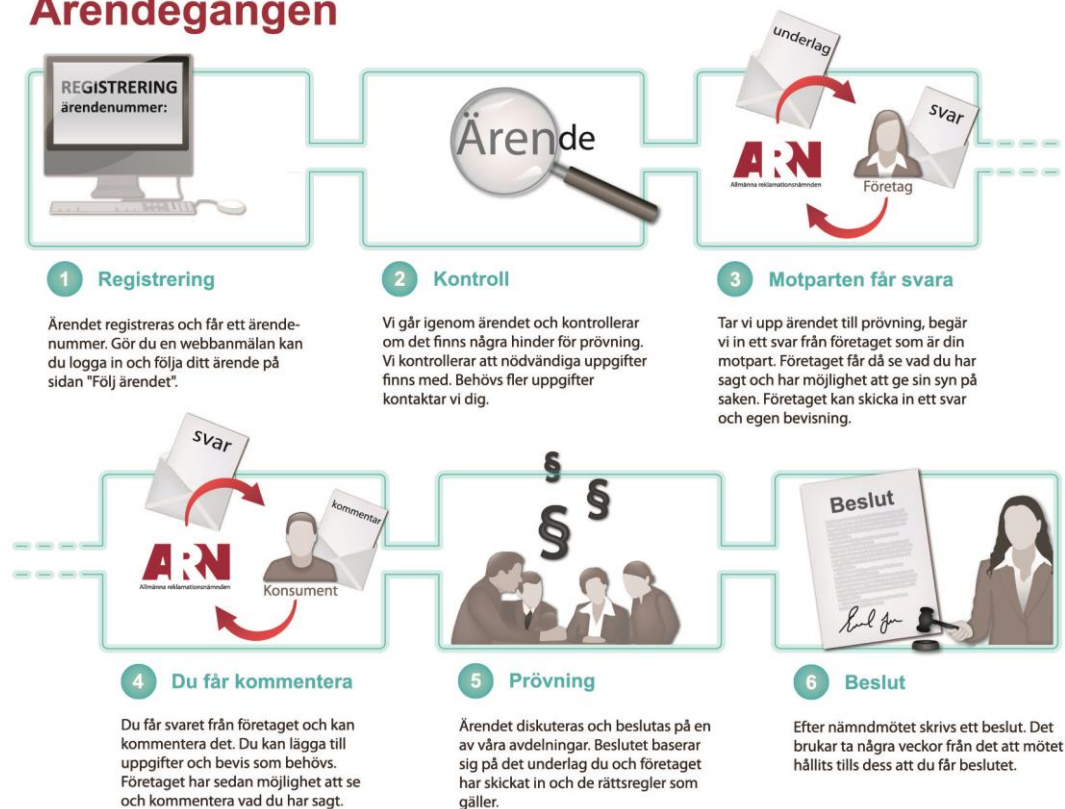 Ärendegången
REGISTRERING
ärendenummer:
Ärende
underlag
svar
ARN
Allmänna reklamationsnämnden
Företag
1 Registrering
Ärendet registreras och får ett ärende-
nummer. Gör du en webbanmälan kan
du logga in och följa ditt ärende på
sidan "Följ ärendet".
2 Kontroll
Vi går igenom ärendet och kontrollerar
om det finns några hinder för prövning.
Vi kontrollerar att nödvändiga uppgifter
finns med. Behövs fler uppgifter
kontaktar vi dig.
3 Motparten får svara
Tar vi upp ärendet till prövning, begär
vi in ett svar från företaget som är din
motpart. Företaget får då se vad du har
sagt och har möjlighet att ge sin syn på
saken. Företaget kan skicka in ett svar
och egen bevisning.
svar
kommentar
ARN
Allmänna reklamationsnämnden
Konsument
§
§
§
Beslut
4 Du får kommentera
Du får svaret från företaget och kan
kommentera det. Du kan lägga till
uppgifter och bevis som behövs.
Företaget har sedan möjlighet att se
och kommentera vad du har sagt.
5 Prövning
Ärendet diskuteras och beslutas på en
av våra avdelningar. Beslutet baserar
sig på det underlag du och företaget
har skickat in och de rättsregler som
gäller.
6 Beslut
Efter nämndmötet skrivs ett beslut. Det
brukar ta några veckor från det att mötet
hållits tills dess att du får beslutet.